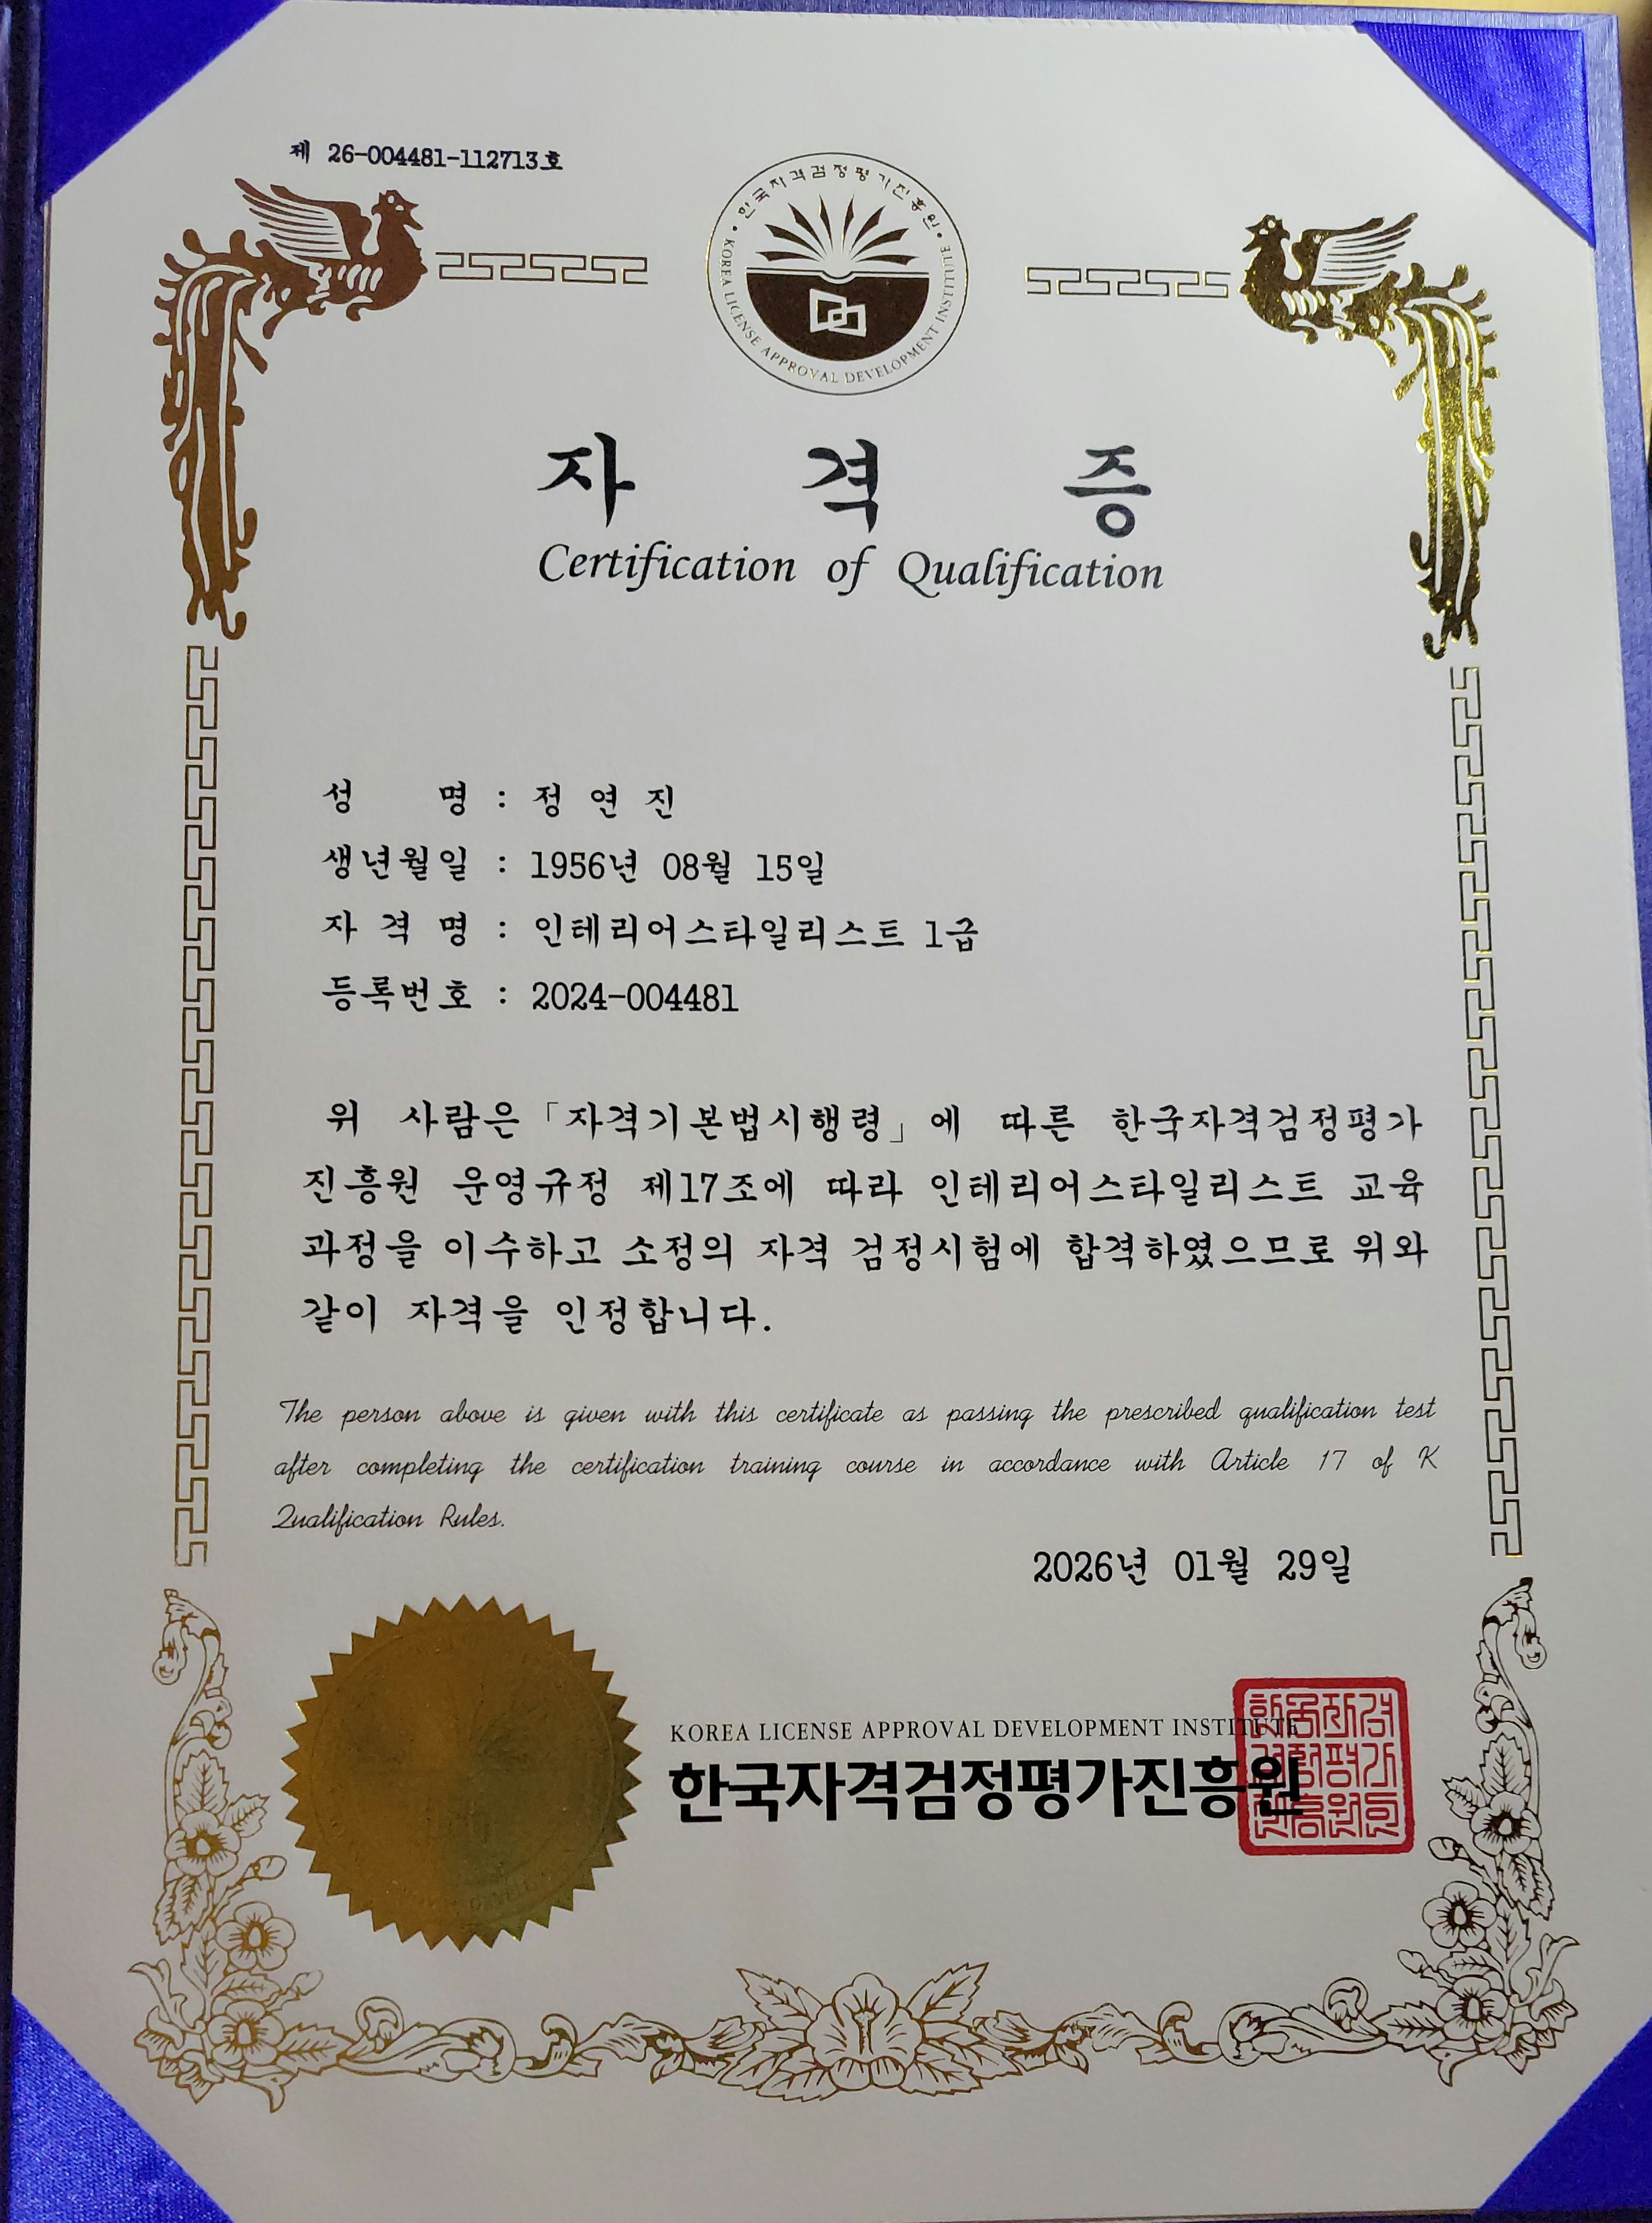 제 26-004481-112713호
한국자격검정평가진흥원
KOREA LICENSE APPROVAL DEVELOPMENT INSTITUTE
자 격 증
Certification of Qualification
성 명 : 정 연 진
생년월일 : 1956년 08월 15일
자 격 명 : 인테리어스타일리스트 1급
등록번호 : 2024-004481
위 사람은 「자격기본법시행령」에 따른 한국자격검정평가
진흥원 운영규정 제17조에 따라 인테리어스타일리스트 교육
과정을 이수하고 소정의 자격 검정시험에 합격하였으므로 위와
같이 자격을 인정합니다.
The person above is given with this certificate as passing the prescribed qualification test
after completing the certification training course in accordance with Article 17 of K
Qualification Rules.
2026년 01월 29일
KOREA LICENSE APPROVAL DEVELOPMENT INSTITUTE
한국자격검정평가진흥원